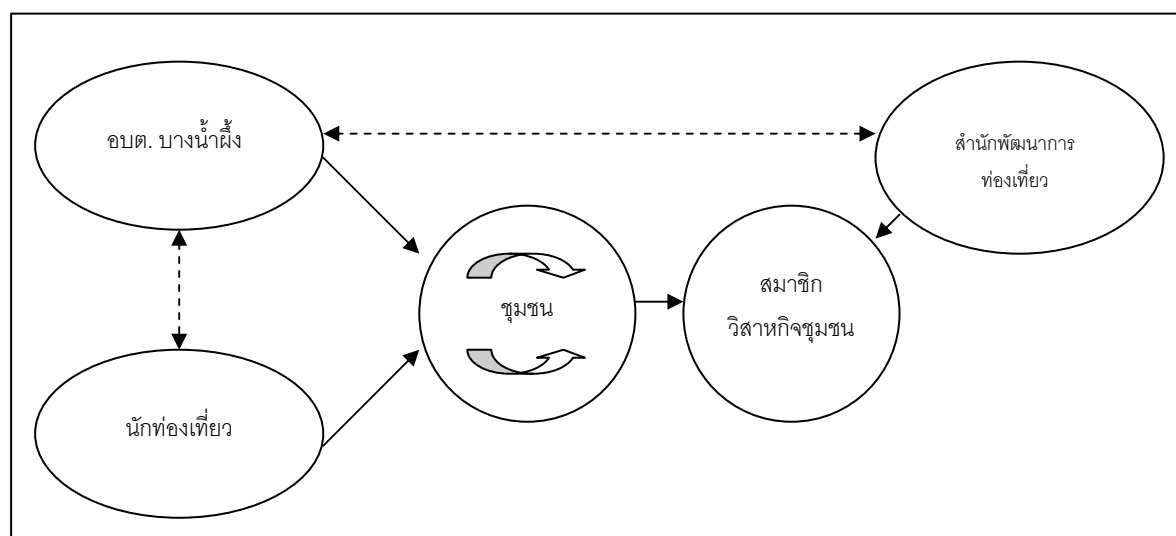 อบต. บางน้ำผึ้ง
สำนักพัฒนาการ
ท่องเที่ยว
ชุมชน
สมาชิก
วิสาหกิจชุมชน
นักท่องเที่ยว